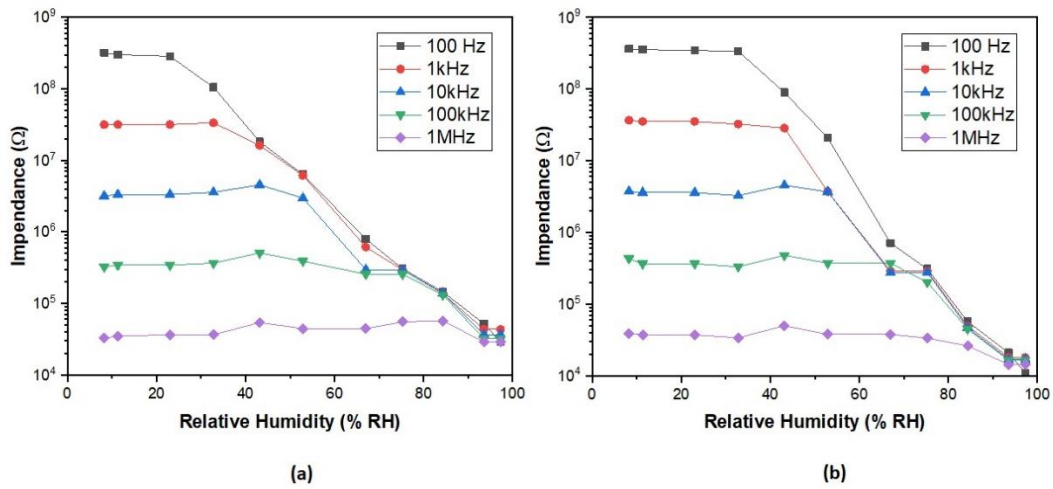 10⁹
10⁸
10⁷
10⁶
10⁵
10⁴
Impendance (Ω)
0 20 40 60 80 100
Relative Humidity (% RH)
100 Hz
1kHz
10kHz
100kHz
1MHz
(a)
10⁹
10⁸
10⁷
10⁶
10⁵
10⁴
Impendance (Ω)
0 20 40 60 80 100
Relative Humidity (% RH)
100 Hz
1kHz
10kHz
100kHz
1MHz
(b)